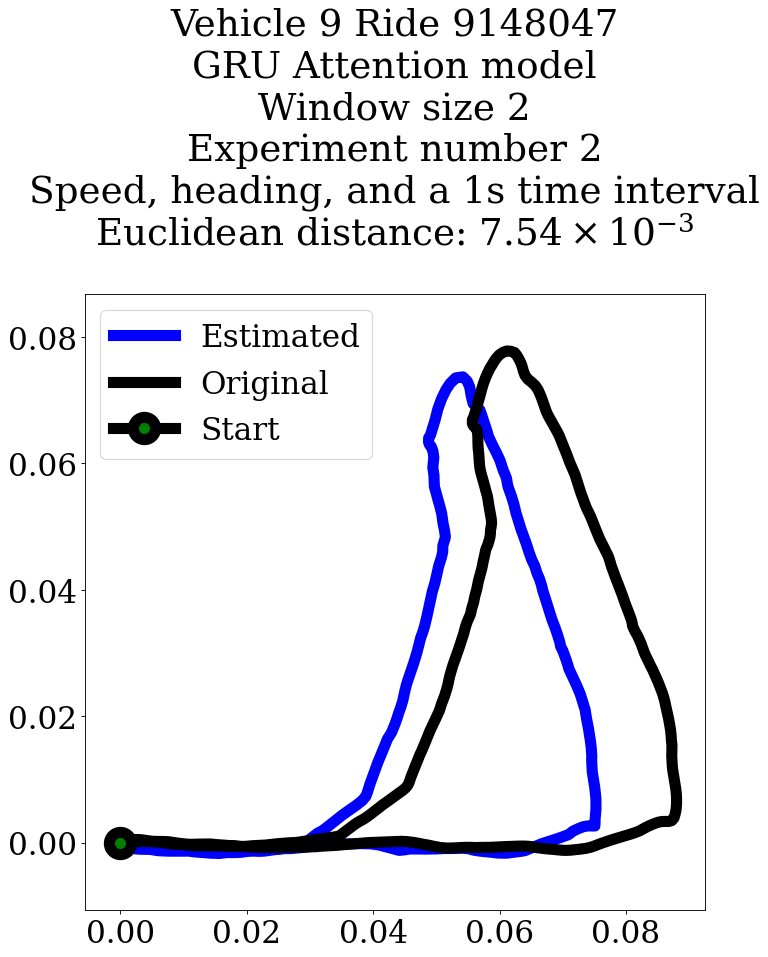 Vehicle 9 Ride 9148047
GRU Attention model
Window size 2
Experiment number 2
Speed, heading, and a 1s time interval
Euclidean distance: 7.54 × 10⁻³
Estimated
Original
Start
0.08
0.06
0.04
0.02
0.00
0.00 0.02 0.04 0.06 0.08